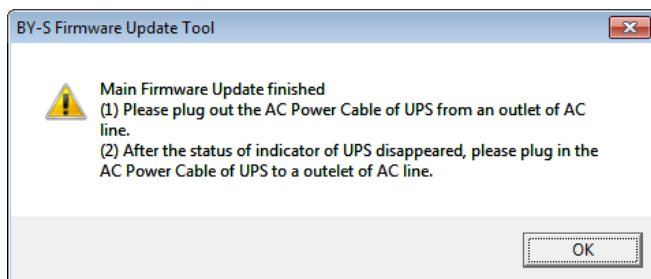 BY-S Firmware Update Tool
Main Firmware Update finished
(1) Please plug out the AC Power Cable of UPS from an outlet of AC
line.
(2) After the status of indicator of UPS disappeared, please plug in the
AC Power Cable of UPS to a outelet of AC line.
OK